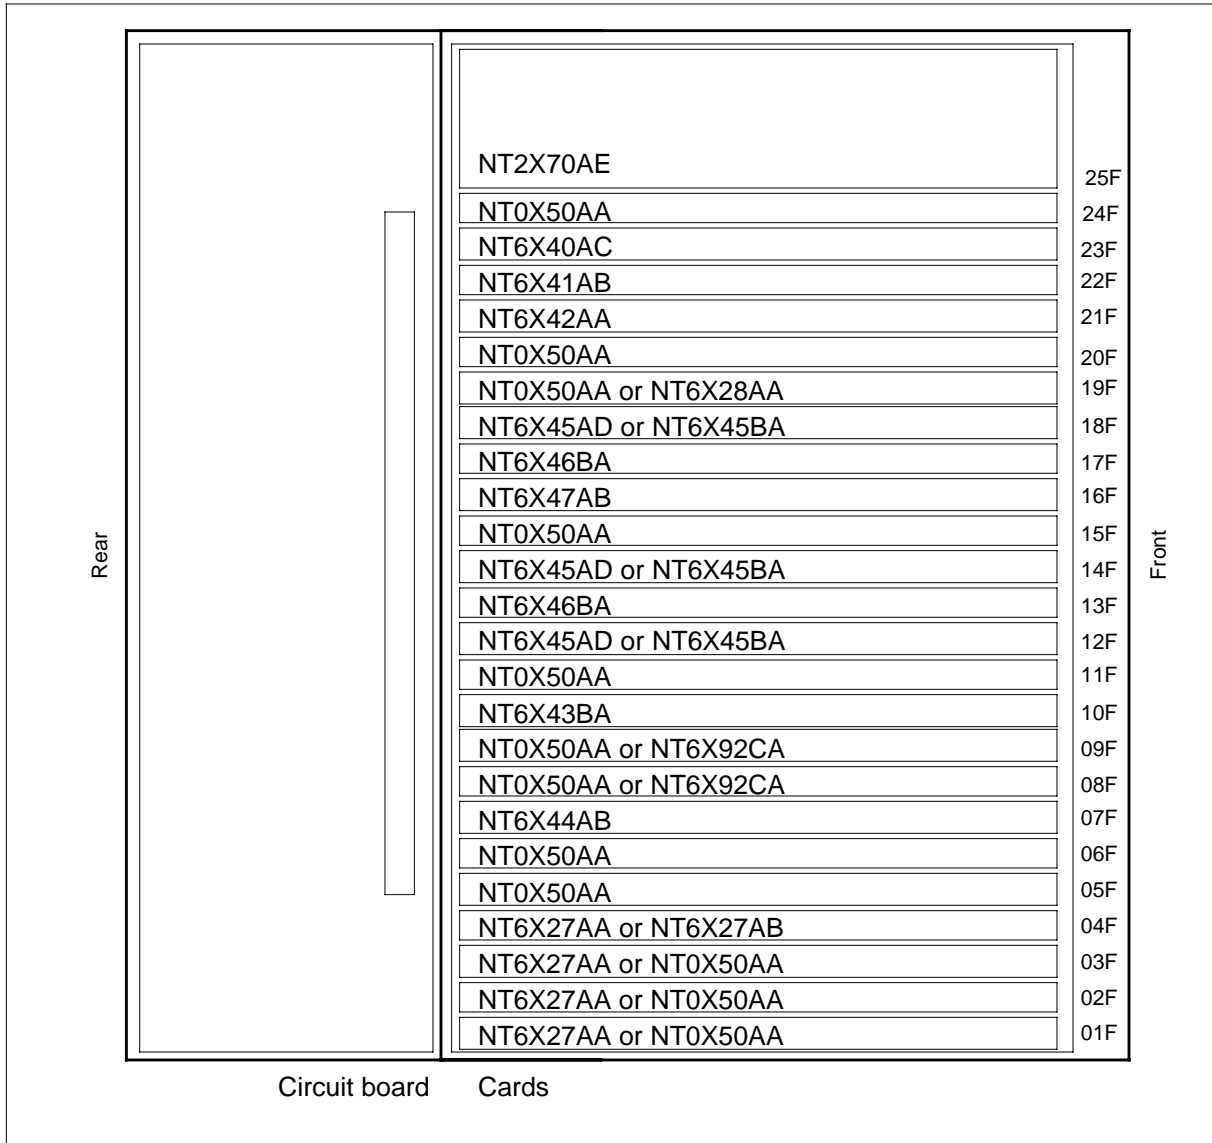 NT2X70AE 25F
NT0X50AA 24F
NT6X40AC 23F
NT6X41AB 22F
NT6X42AA 21F
NT0X50AA 20F
NT0X50AA or NT6X28AA 19F
NT6X45AD or NT6X45BA 18F
NT6X46BA 17F
NT6X47AB 16F
NT0X50AA 15F
Rear
Front
NT6X45AD or NT6X45BA 14F
NT6X46BA 13F
NT6X45AD or NT6X45BA 12F
NT0X50AA 11F
NT6X43BA 10F
NT0X50AA or NT6X92CA 09F
NT0X50AA or NT6X92CA 08F
NT6X44AB 07F
NT0X50AA 06F
NT0X50AA 05F
NT6X27AA or NT6X27AB 04F
NT6X27AA or NT0X50AA 03F
NT6X27AA or NT0X50AA 02F
NT6X27AA or NT0X50AA 01F
Circuit board Cards